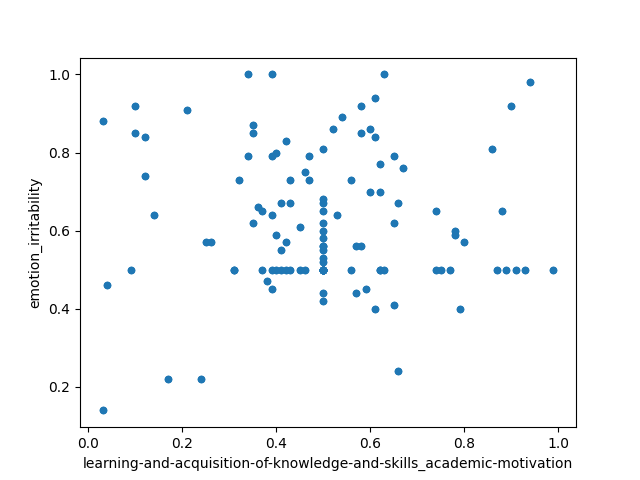 1.0
0.8
0.6
0.4
0.2
emotion_irritability
0.0 0.2 0.4 0.6 0.8 1.0
learning-and-acquisition-of-knowledge-and-skills_academic-motivation